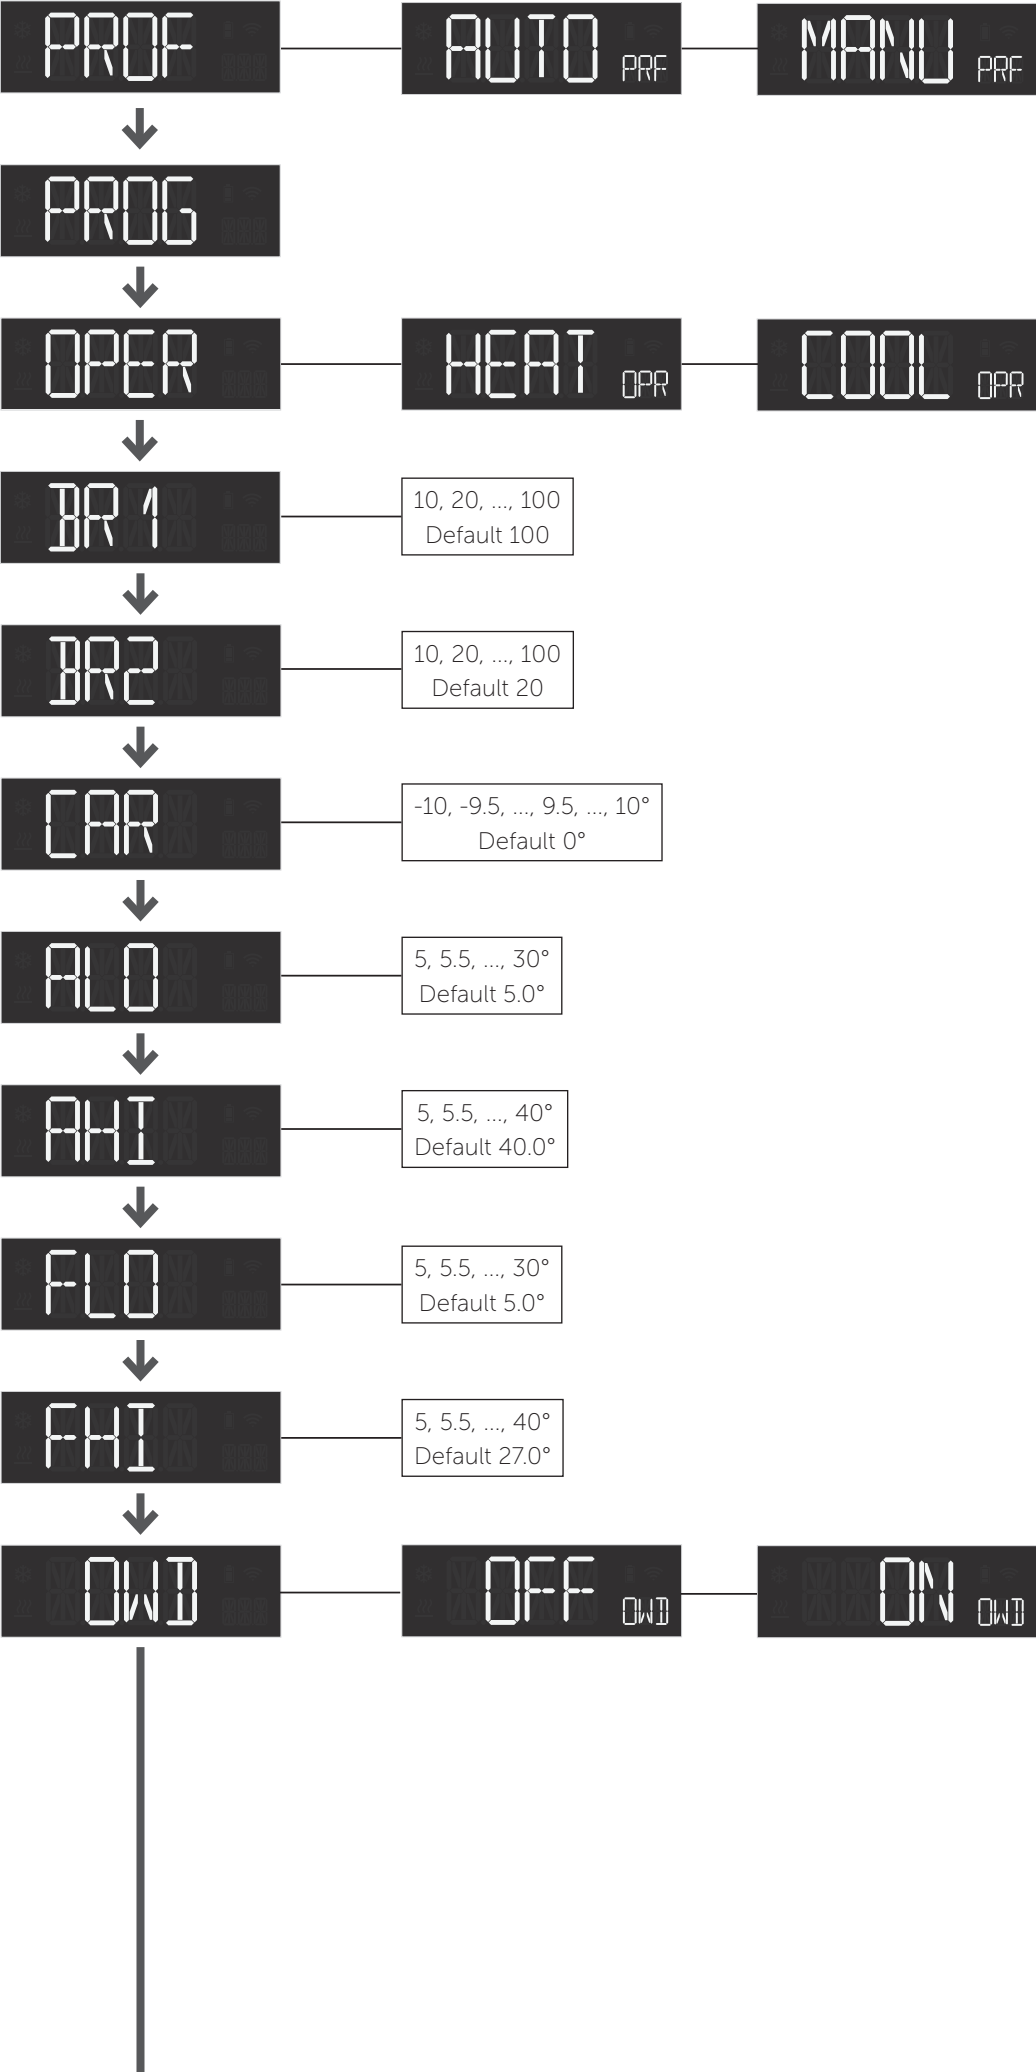 PROF
AUTO PRF
MANU PRF
PROG
OPER
HEAT OPR
COOL OPR
BR1
10, 20, ..., 100
Default 100
BR2
10, 20, ..., 100
Default 20
CAR
-10, -9.5, ..., 9.5, ..., 10°
Default 0°
ALO
5, 5.5, ..., 30°
Default 5.0°
AHI
5, 5.5, ..., 40°
Default 40.0°
FLO
5, 5.5, ..., 30°
Default 5.0°
FHI
5, 5.5, ..., 40°
Default 27.0°
OWD
OFF OWD
ON OWD